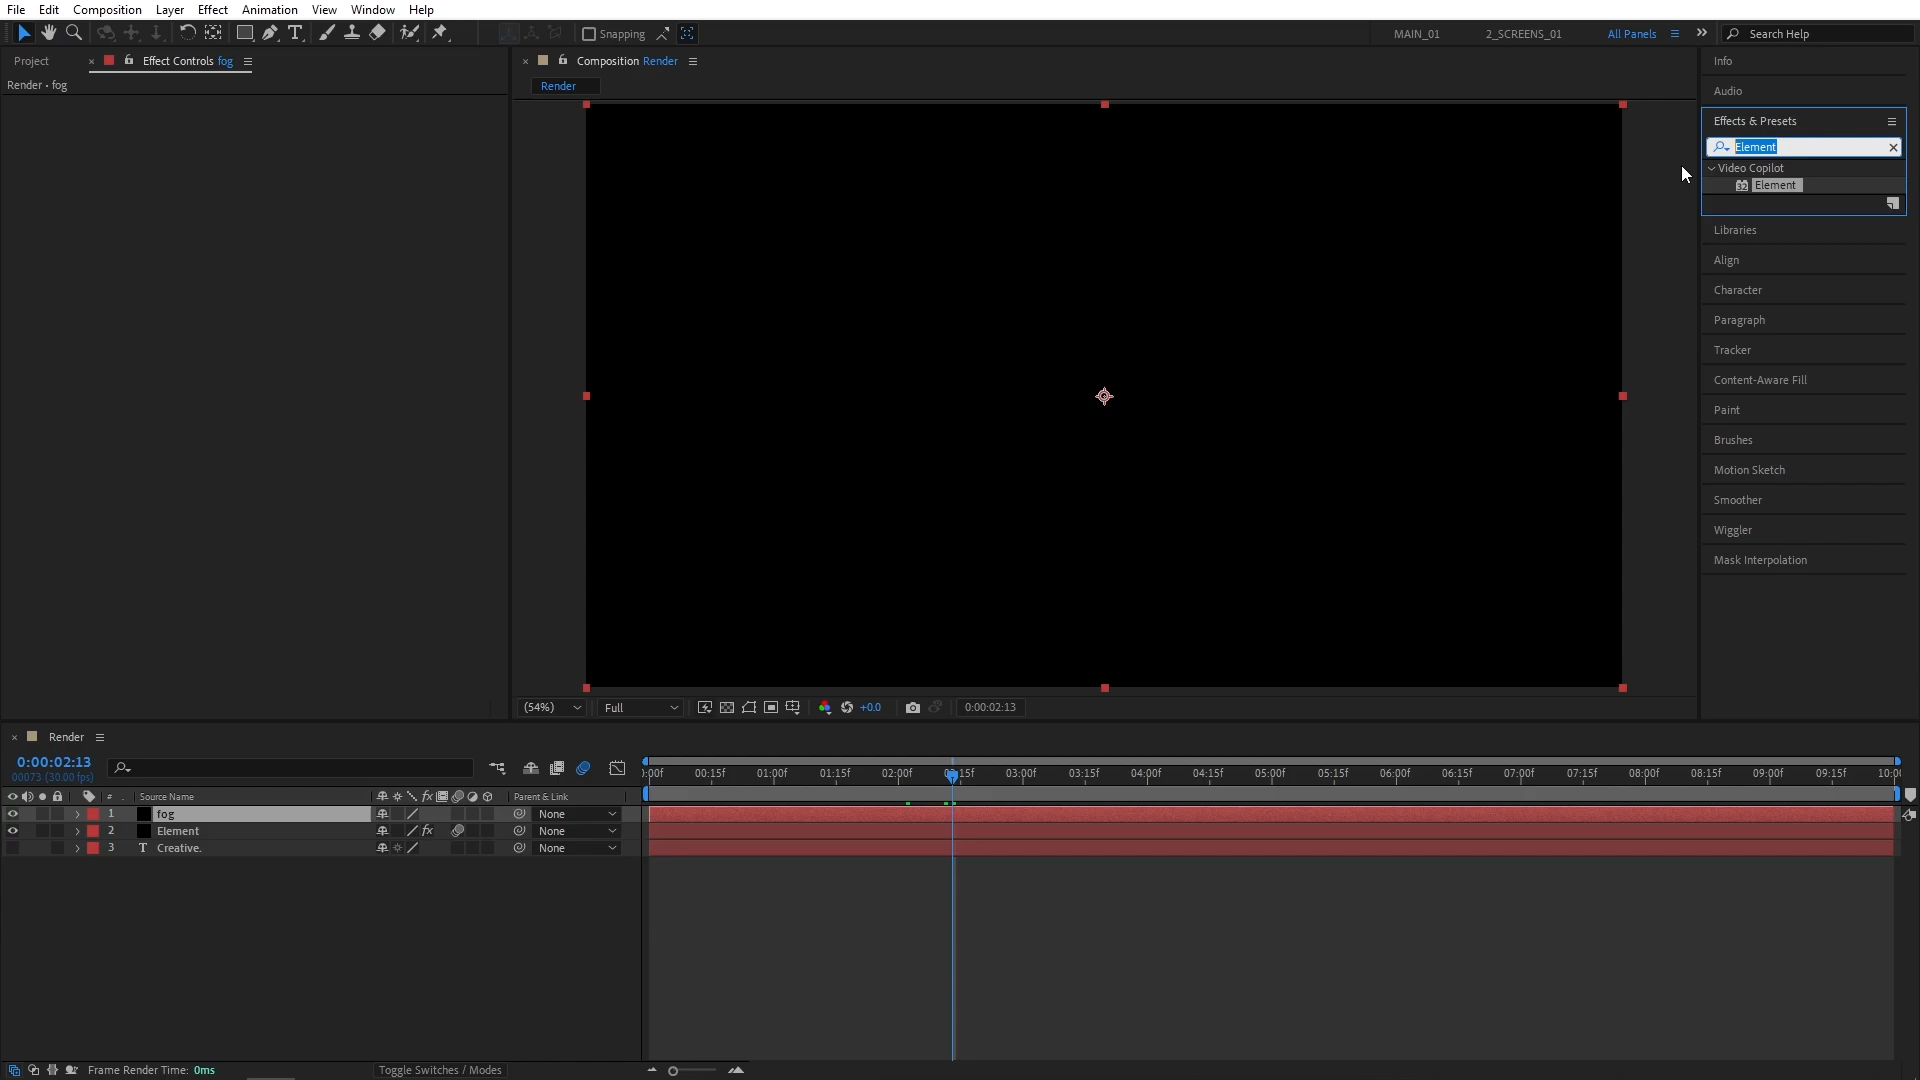 File Edit Composition Layer Effect Animation View Window Help
Snapping
MAIN_01 2_SCREENS_01 All Panels Search Help
Project Effect Controls fog
Render • fog
Composition Render
Render
Info
Audio
Effects & Presets
Element
Video Copilot
32 Element
Libraries
Align
Character
Paragraph
Tracker
Content-Aware Fill
Paint
Brushes
Motion Sketch
Smoother
Wiggler
Mask Interpolation
(54%) Full +0.0 0:00:02:13
Render
0:00:02:13
00073 (30.00 fps)
00:15f 01:00f 01:15f 02:00f 03:00f 03:15f 04:00f 04:15f 05:00f 05:15f 06:00f 06:15f 07:00f 07:15f 08:00f 08:15f 09:00f 09:15f
# Source Name fx Parent & Link
1 fog None
2 Element fx None
3 T Creative. None
Frame Render Time: 0ms Toggle Switches / Modes